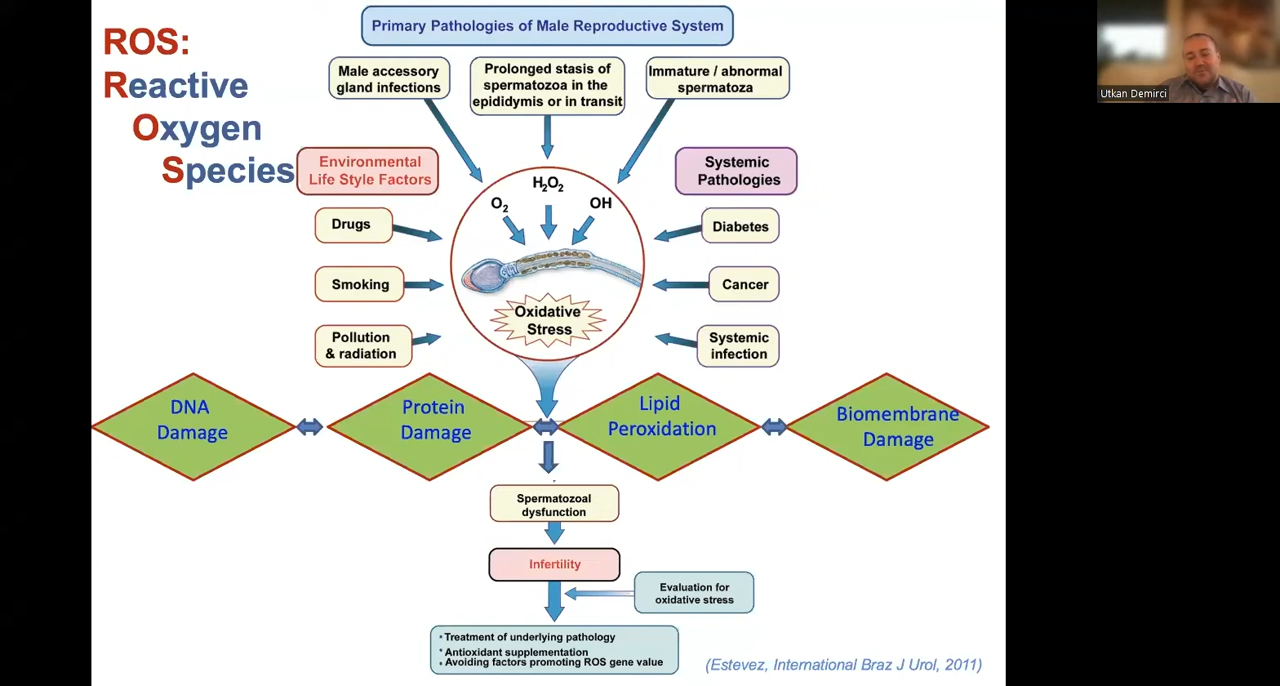 ROS:
Reactive
Oxygen
Species
Primary Pathologies of Male Reproductive System
Male accessory
gland infections
Prolonged stasis of
spermatozoa in the
epididymis or in transit
Immature / abnormal
spermatoza
Utkan Demirci
Environmental
Life Style Factors
Systemic
Pathologies
Drugs
Smoking
Pollution
& radiation
H₂O₂
O₂
OH
Oxidative
Stress
Diabetes
Cancer
Systemic
infection
DNA
Damage
Protein
Damage
Lipid
Peroxidation
Biomembrane
Damage
Spermatozoal
dysfunction
Infertility
Evaluation for
oxidative stress
* Treatment of underlying pathology
* Antioxidant supplementation
* Avoiding factors promoting ROS gene value
(Estevez, International Braz J Urol, 2011)